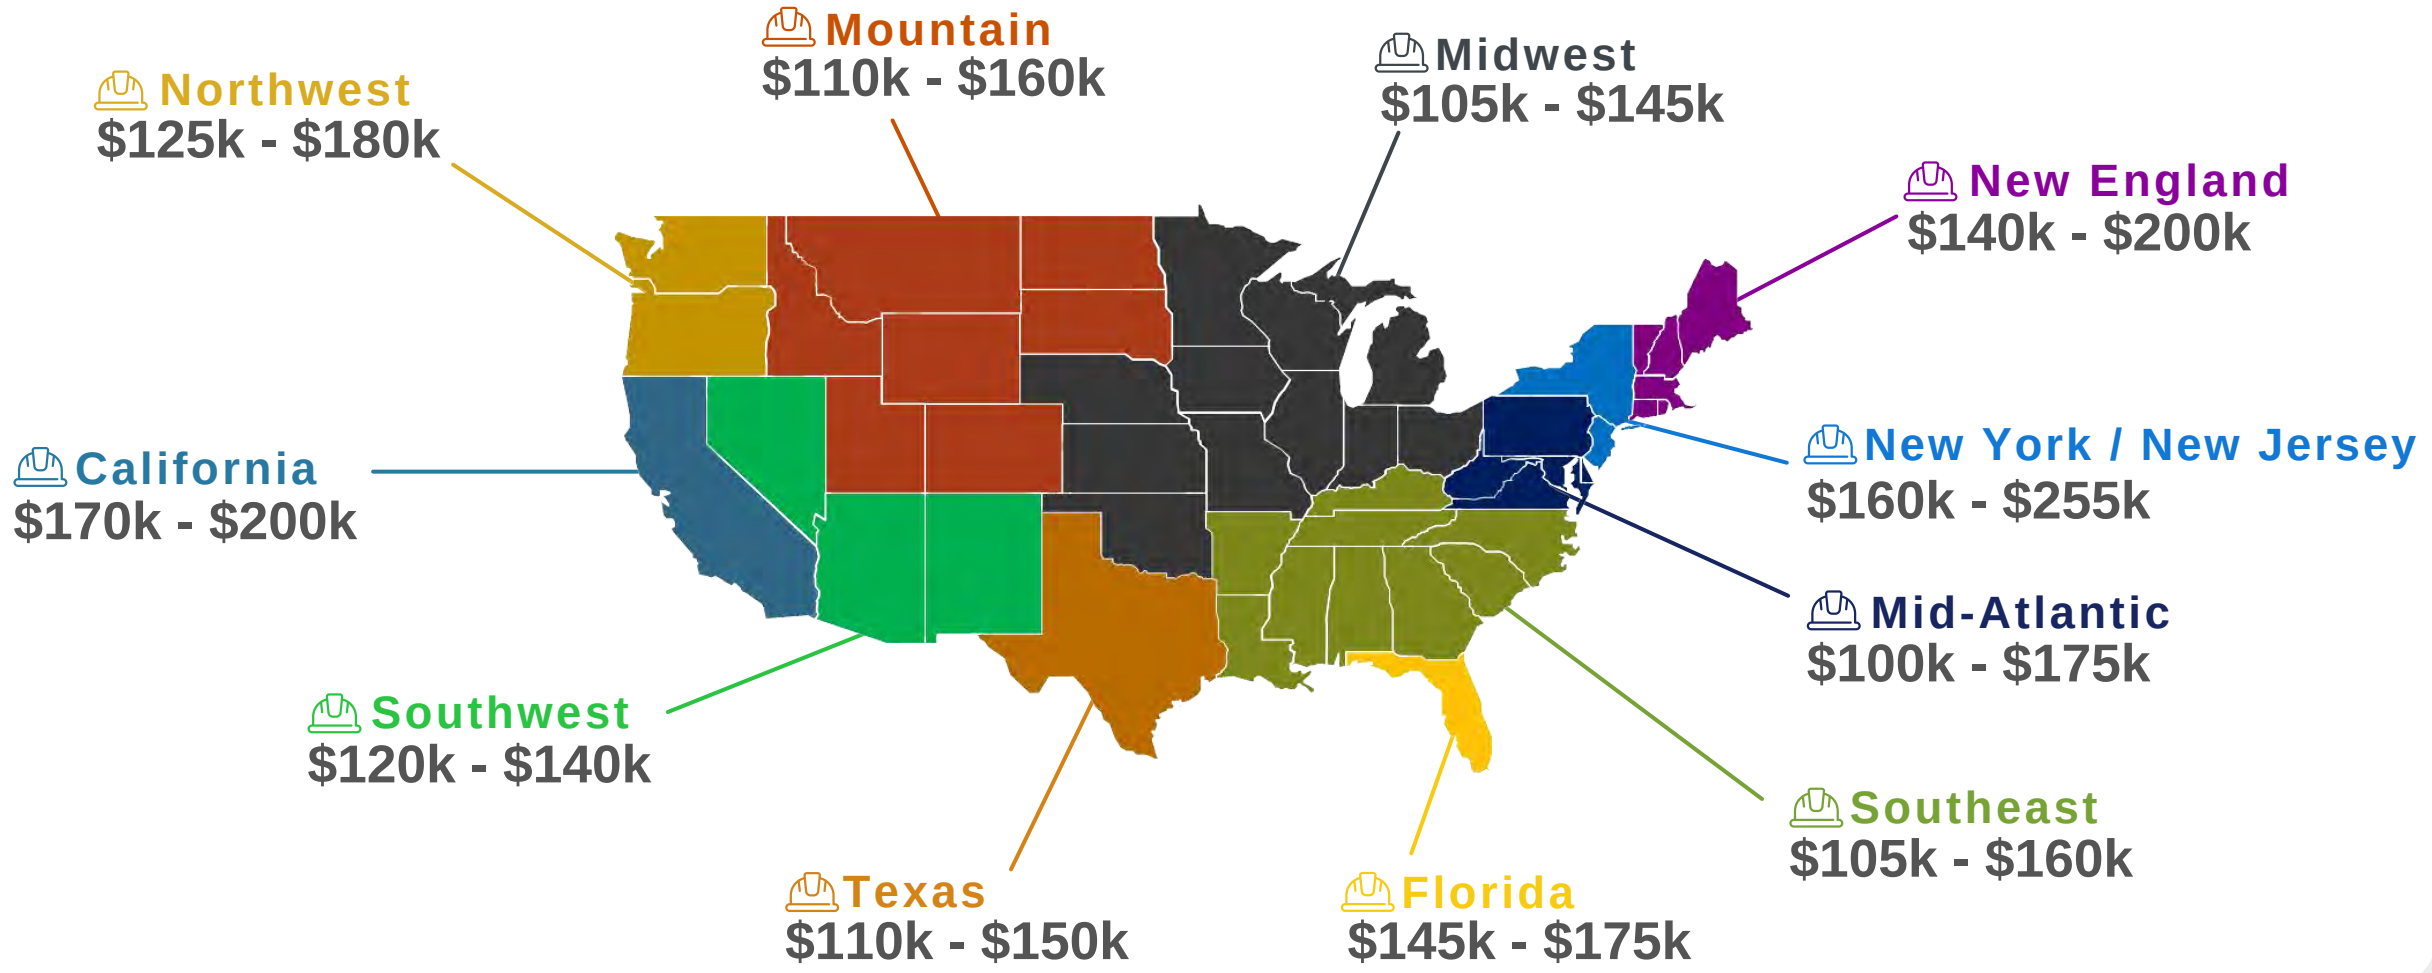 Mountain
$110k - $160k
Midwest
$105k - $145k
Northwest
$125k - $180k
New England
$140k - $200k
California
$170k - $200k
New York / New Jersey
$160k - $255k
Mid-Atlantic
$100k - $175k
Southwest
$120k - $140k
Southeast
$105k - $160k
Texas
$110k - $150k
Florida
$145k - $175k